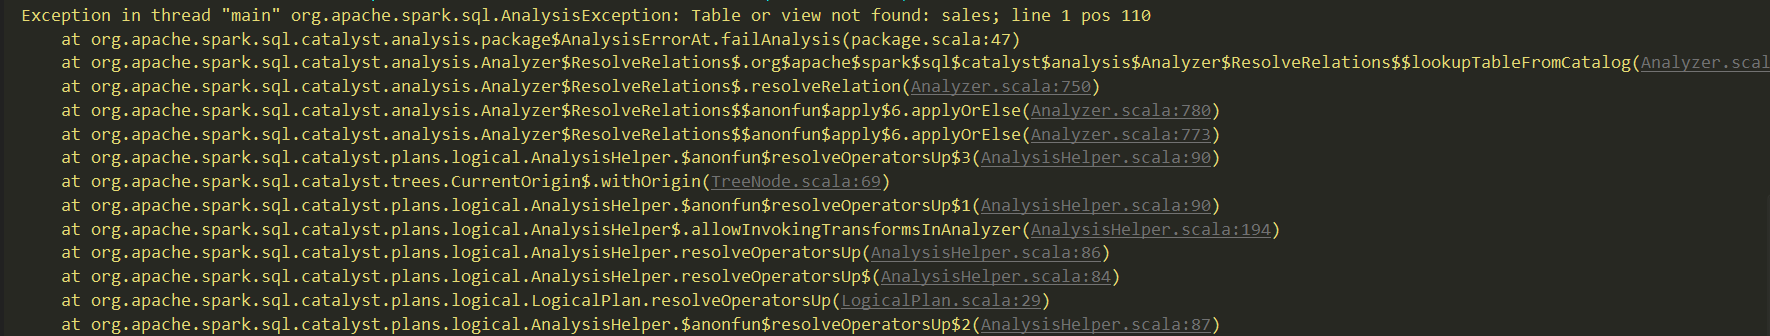 Exception in thread "main" org.apache.spark.sql.AnalysisException: Table or view not found: sales; line 1 pos 110
at org.apache.spark.sql.catalyst.analysis.package$AnalysisErrorAt.failAnalysis(package.scala:47)
at org.apache.spark.sql.catalyst.analysis.Analyzer$ResolveRelations$.org$apache$spark$sql$catalyst$analysis$Analyzer$ResolveRelations$$lookupTableFromCatalog(Analyzer.scal
at org.apache.spark.sql.catalyst.analysis.Analyzer$ResolveRelations$.resolveRelation(Analyzer.scala:750)
at org.apache.spark.sql.catalyst.analysis.Analyzer$ResolveRelations$$anonfun$apply$6.applyOrElse(Analyzer.scala:780)
at org.apache.spark.sql.catalyst.analysis.Analyzer$ResolveRelations$$anonfun$apply$6.applyOrElse(Analyzer.scala:773)
at org.apache.spark.sql.catalyst.plans.logical.AnalysisHelper.$anonfun$resolveOperatorsUp$3(AnalysisHelper.scala:90)
at org.apache.spark.sql.catalyst.trees.CurrentOrigin$.withOrigin(TreeNode.scala:69)
at org.apache.spark.sql.catalyst.plans.logical.AnalysisHelper.$anonfun$resolveOperatorsUp$1(AnalysisHelper.scala:90)
at org.apache.spark.sql.catalyst.plans.logical.AnalysisHelper$.allowInvokingTransformsInAnalyzer(AnalysisHelper.scala:194)
at org.apache.spark.sql.catalyst.plans.logical.AnalysisHelper.resolveOperatorsUp(AnalysisHelper.scala:86)
at org.apache.spark.sql.catalyst.plans.logical.AnalysisHelper.resolveOperatorsUp$(AnalysisHelper.scala:84)
at org.apache.spark.sql.catalyst.plans.logical.LogicalPlan.resolveOperatorsUp(LogicalPlan.scala:29)
at org.apache.spark.sql.catalyst.plans.logical.AnalysisHelper.$anonfun$resolveOperatorsUp$2(AnalysisHelper.scala:87)